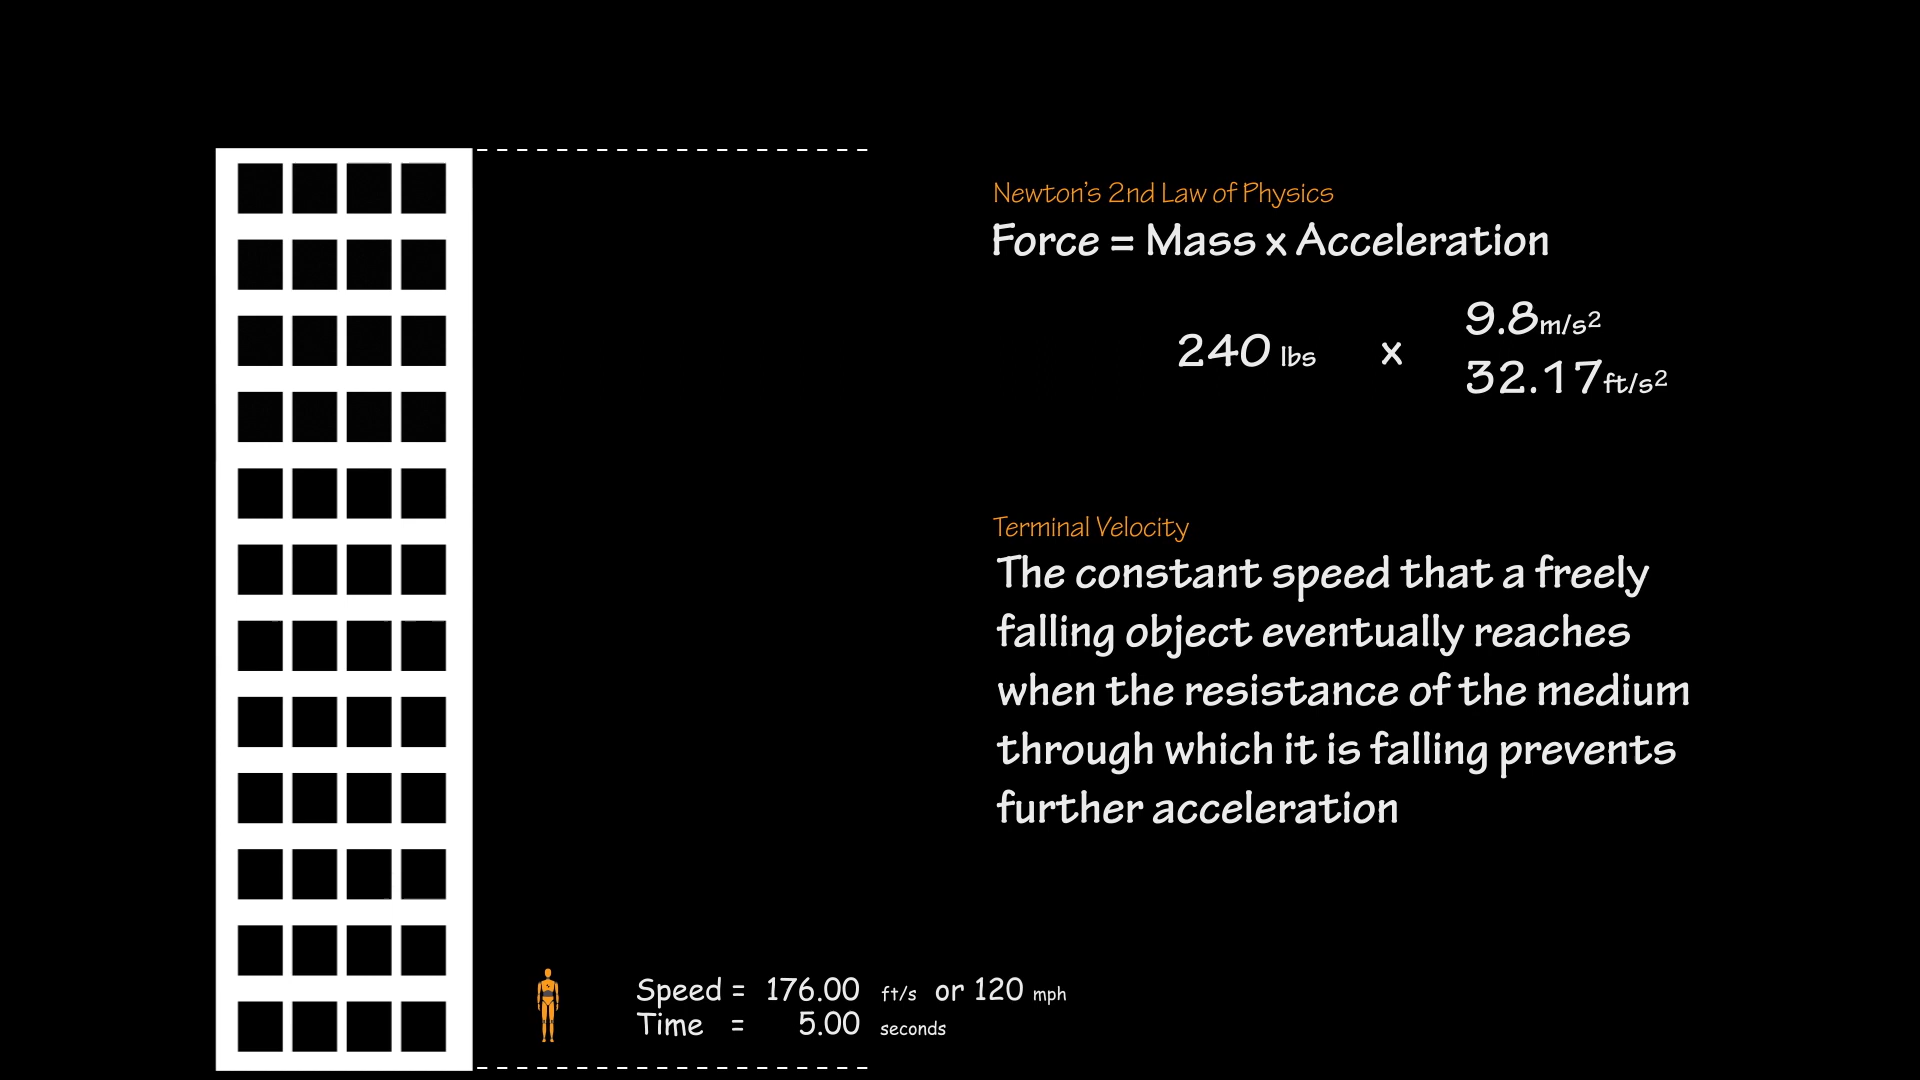 Newton's 2nd Law of Physics
Force = Mass x Acceleration
9.8m/s²
240 lbs x
32.17ft/s²
Terminal Velocity
The constant speed that a freely
falling object eventually reaches
when the resistance of the medium
through which it is falling prevents
further acceleration
Speed = 176.00 ft/s or 120 mph
Time = 5.00 seconds